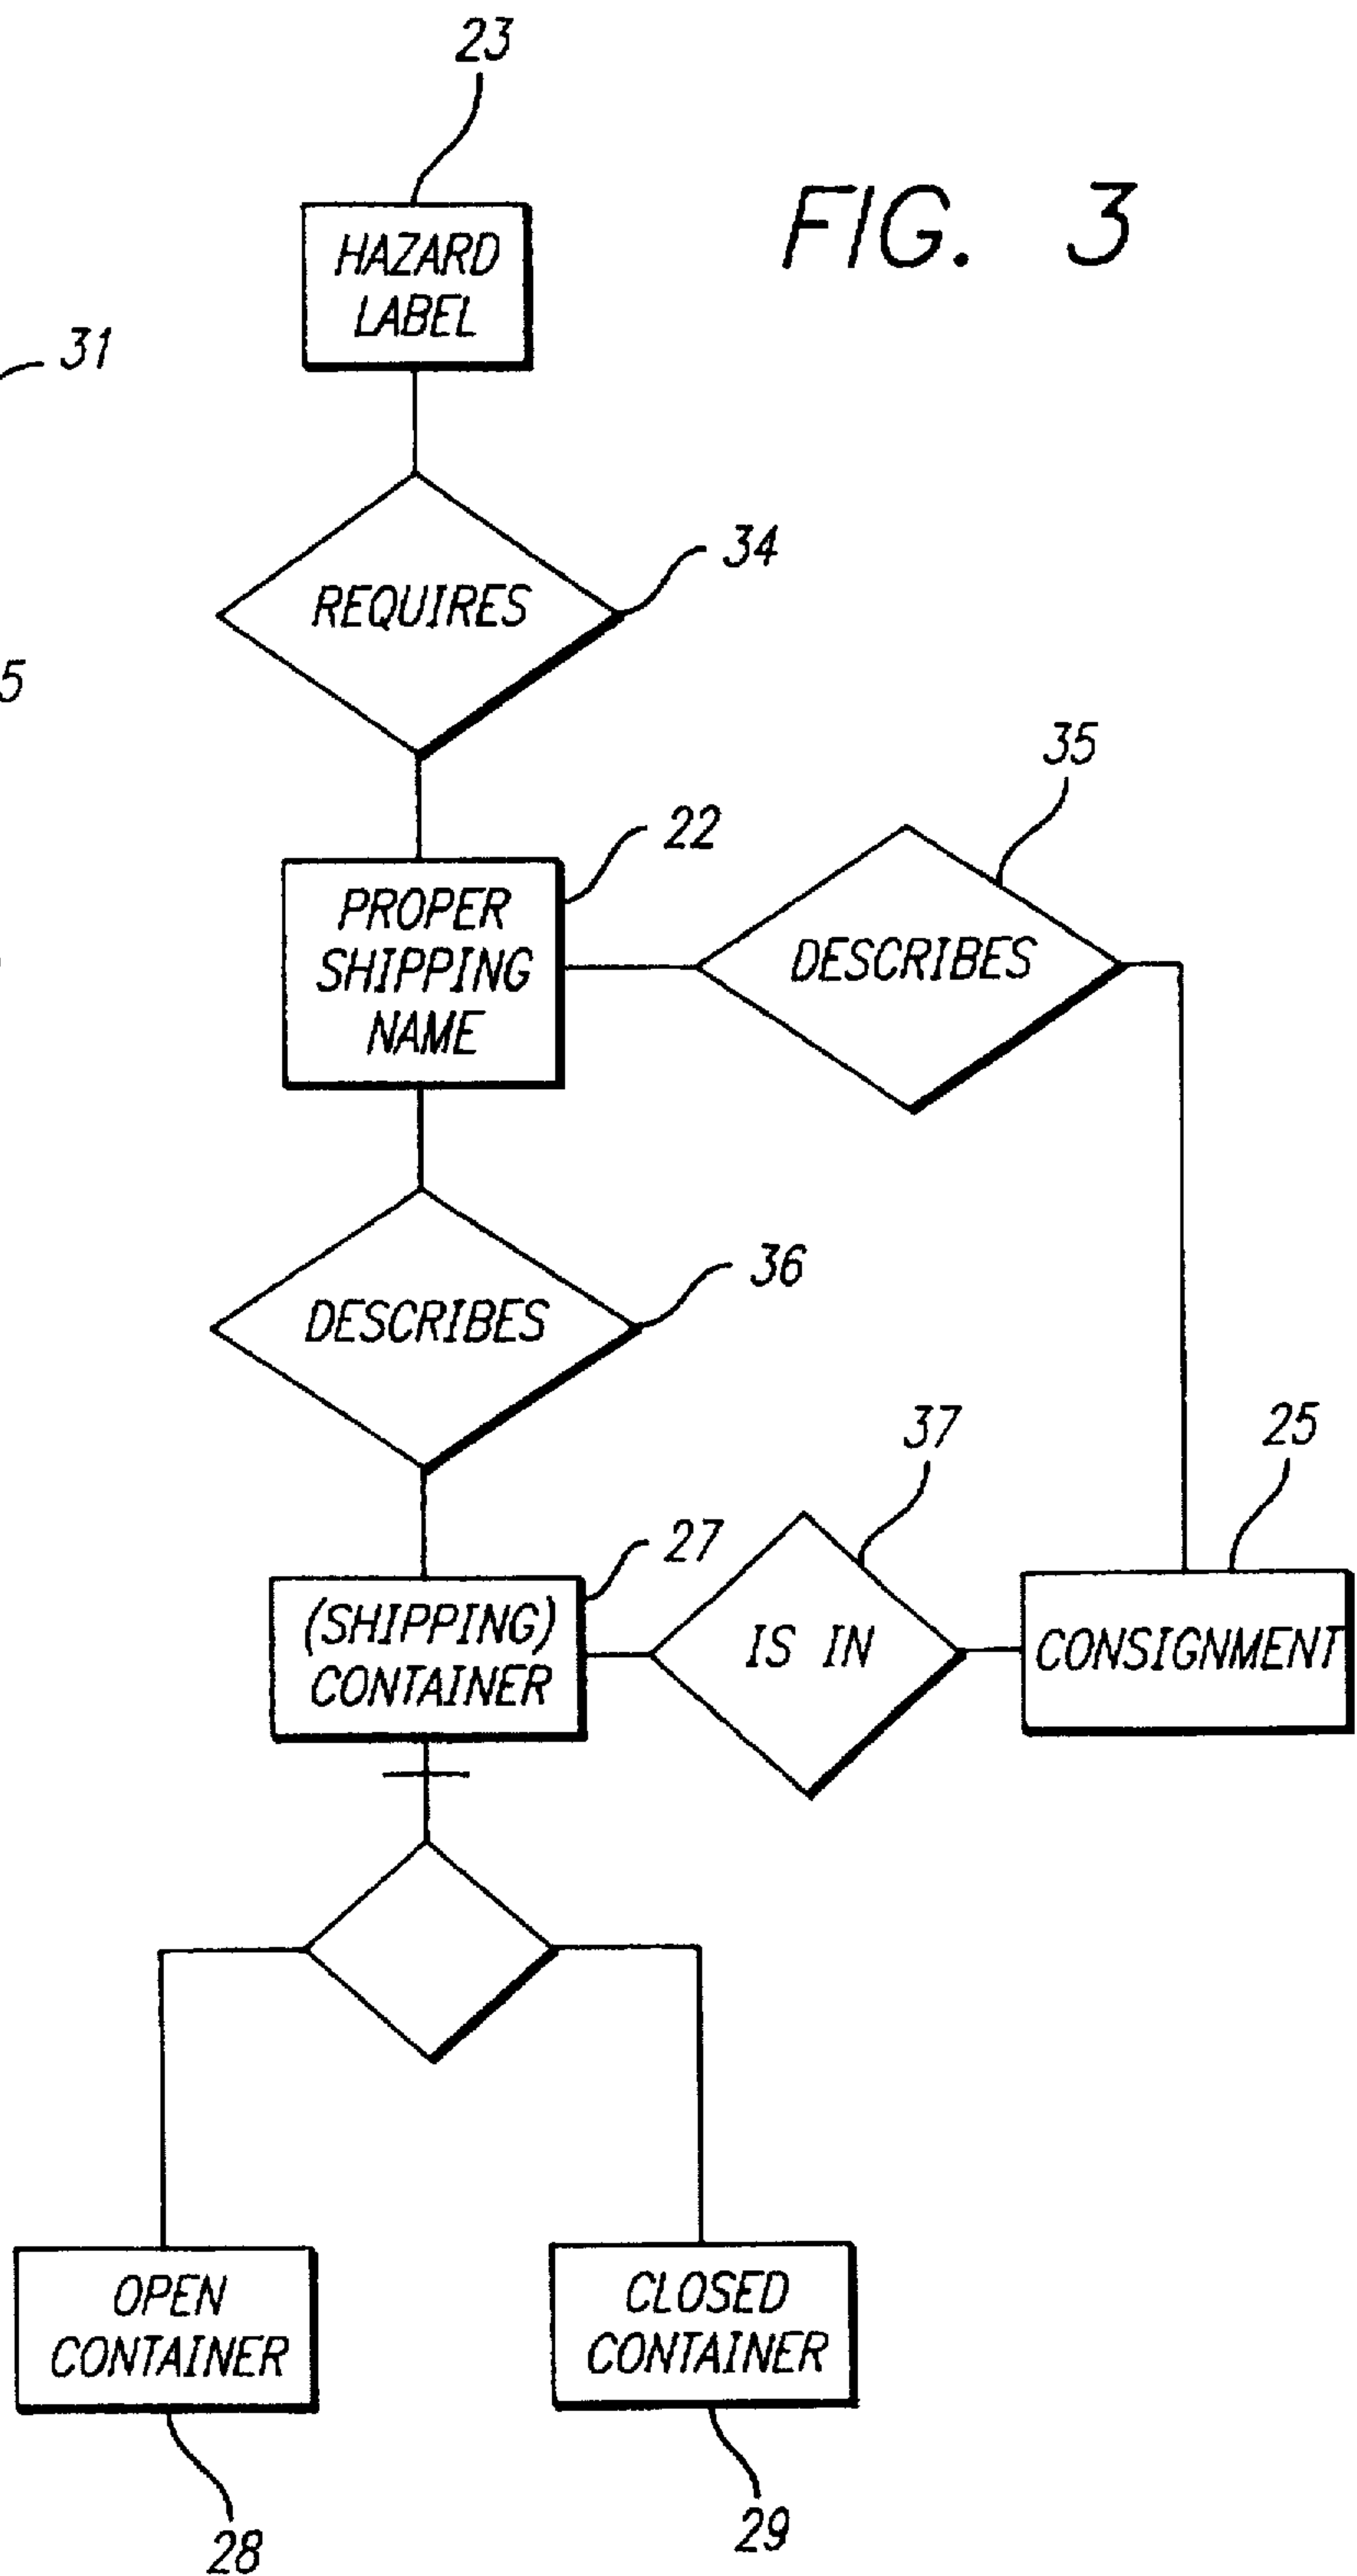 23
FIG. 3
HAZARD
LABEL
31
34
REQUIRES
5
35
22
PROPER
SHIPPING
NAME
DESCRIBES
36
DESCRIBES
37
25
27
(SHIPPING)
CONTAINER
IS IN
CONSIGNMENT
OPEN
CONTAINER
CLOSED
CONTAINER
28
29